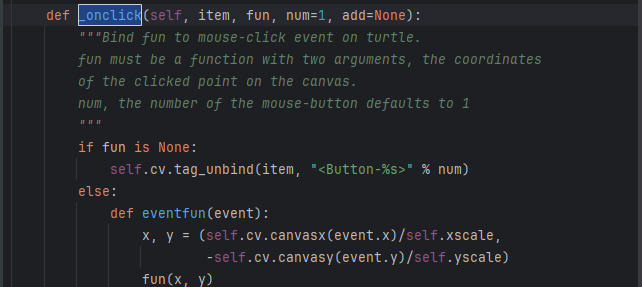 def _onclick(self, item, fun, num=1, add=None):
"""Bind fun to mouse-click event on turtle.
fun must be a function with two arguments, the coordinates
of the clicked point on the canvas.
num, the number of the mouse-button defaults to 1
"""
if fun is None:
self.cv.tag_unbind(item, "<Button-%s>" % num)
else:
def eventfun(event):
x, y = (self.cv.canvasx(event.x)/self.xscale,
-self.cv.canvasy(event.y)/self.yscale)
fun(x, y)